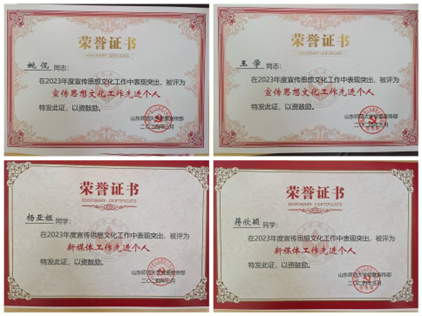 荣誉证书
HONORARY CERTIFICATE
同志：
在2023年度宣传思想文化工作中表现突出，被评为
宣传思想文化工作先进个人
特发此证，以资鼓励。
荣誉证书
HONORARY CERTIFICATE
王 学 同志：
在2023年度宣传思想文化工作中表现突出，被评为
宣传思想文化工作先进个人
特发此证，以资鼓励。
荣誉证书
HONORARY CERTIFICATE
杨亚姬 同学：
在2023年度宣传思想文化工作中表现突出，被评为
新媒体工作先进个人
特发此证，以资鼓励。
荣誉证书
HONORARY CERTIFICATE
蒋欣颖 同学：
在2023年度宣传思想文化工作中表现突出，被评为
新媒体工作先进个人
特发此证，以资鼓励。